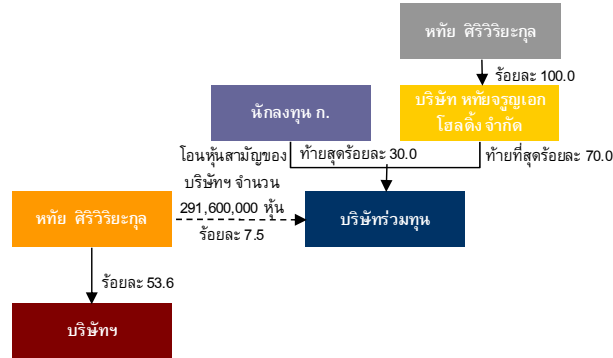 หทัย ศิริวิริยะกุล
ร้อยละ 100.0
นักลงทุน ก.
บริษัท หทัยจรูญเอก
โฮลดิ้ง จำกัด
โอนหุ้นสามัญของ
บริษัทฯ จำนวน
291,600,000 หุ้น
ร้อยละ 7.5
ท้ายสุดร้อยละ 30.0
ท้ายที่สุดร้อยละ 70.0
หทัย ศิริวิริยะกุล
บริษัทร่วมทุน
ร้อยละ 53.6
บริษัทฯ